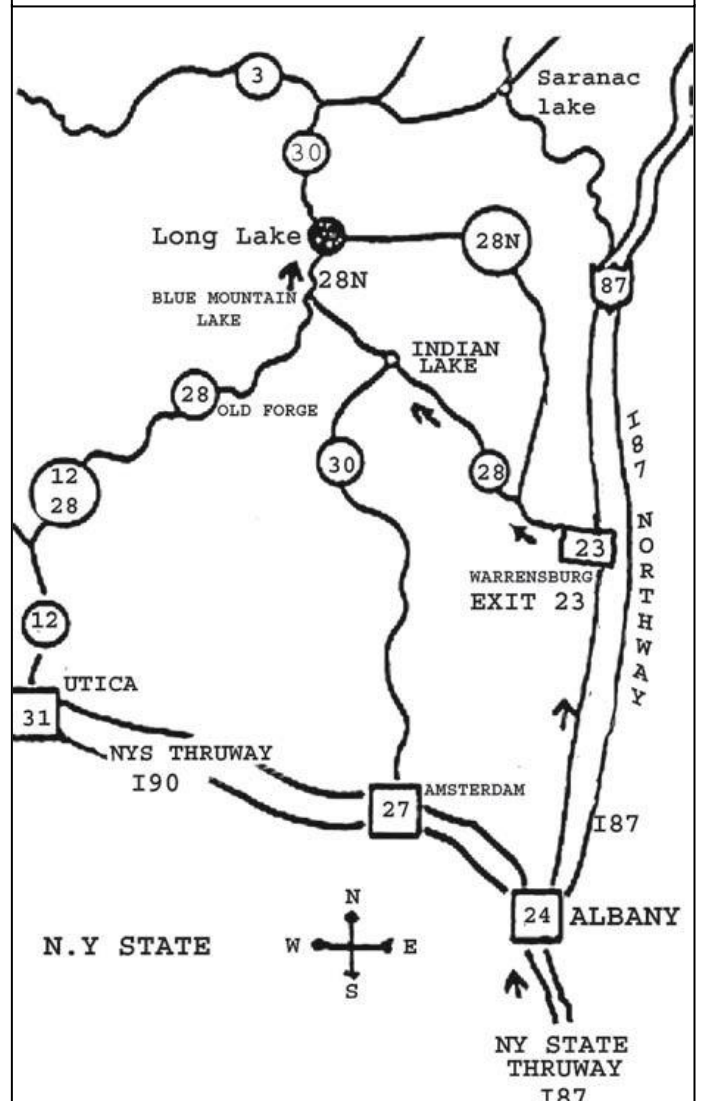 3
Saranac
lake
30
Long Lake
28N
28N
87
BLUE MOUNTAIN
LAKE
INDIAN
LAKE
28
OLD FORGE
30
28
12
28
I87 NORTHWAY
23
WARRENSBURG
EXIT 23
12
UTICA
31
NYS THRUWAY
I90
AMSTERDAM
27
I87
24
ALBANY
N.Y STATE
N
W
E
S
NY STATE
THRUWAY
I87